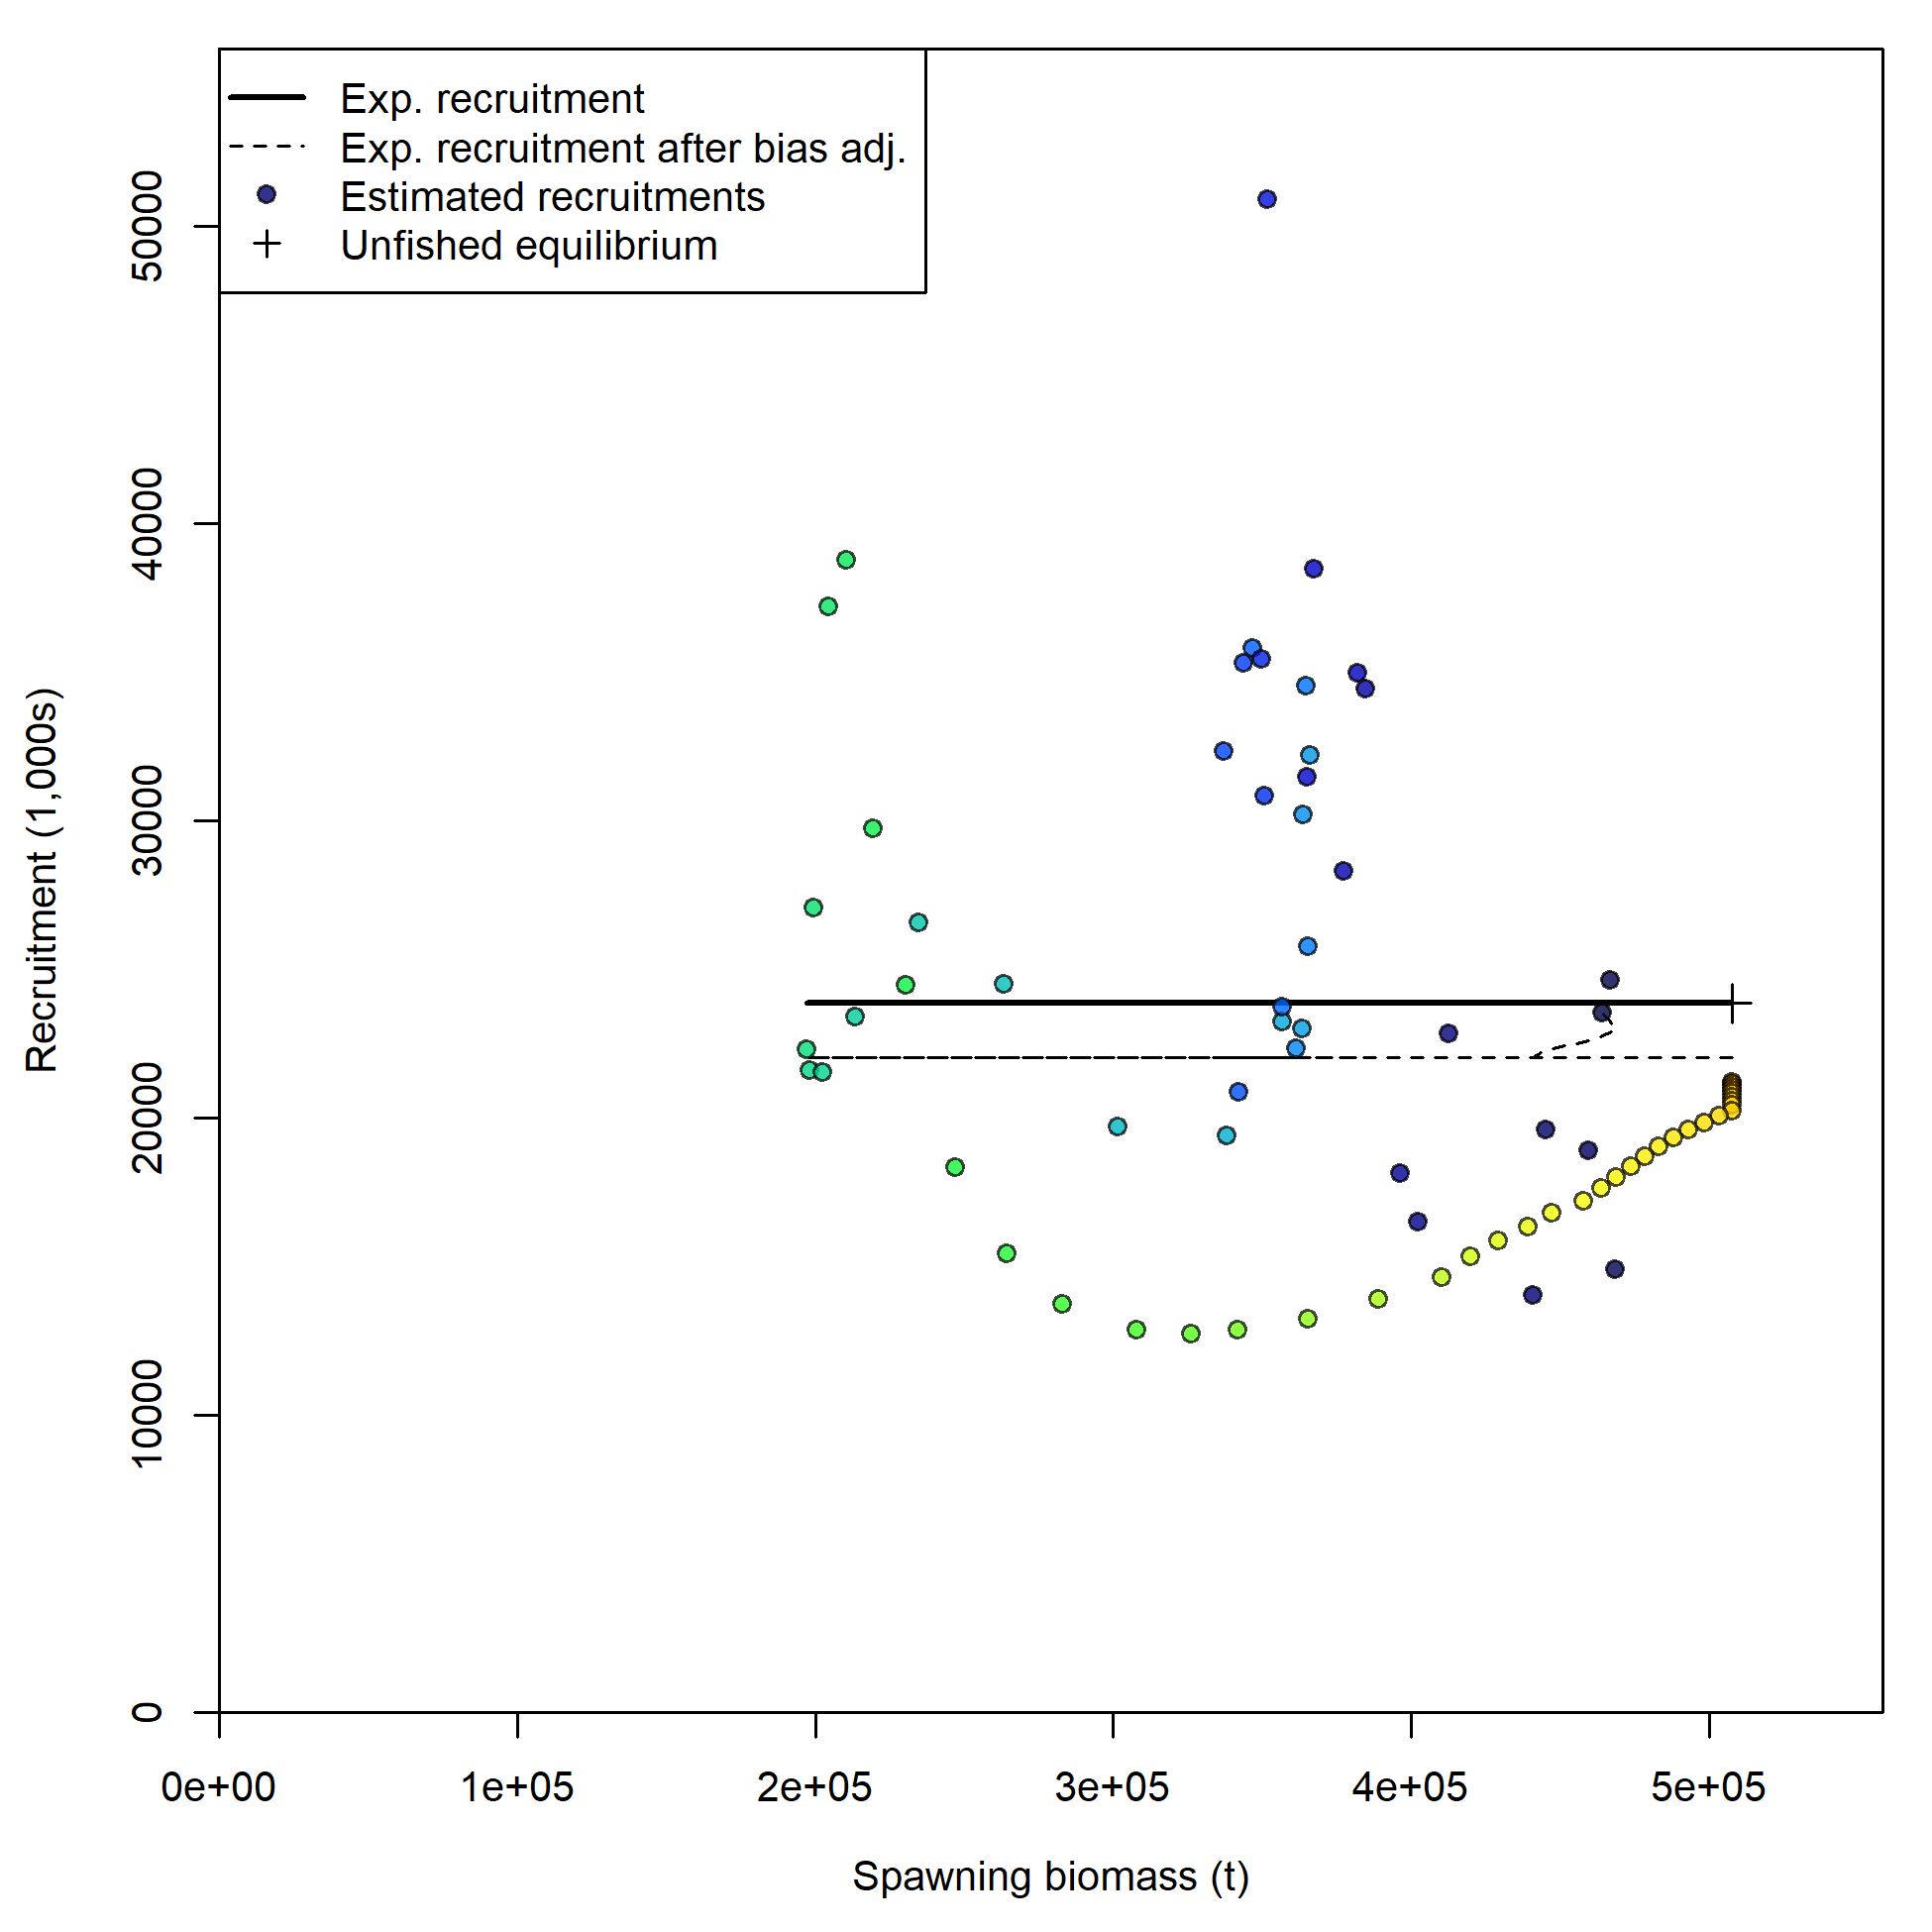 Exp. recruitment
Exp. recruitment after bias adj.
Estimated recruitments
Unfished equilibrium
Recruitment (1,000s)
50000
40000
30000
20000
10000
0
0e+00 1e+05 2e+05 3e+05 4e+05 5e+05
Spawning biomass (t)